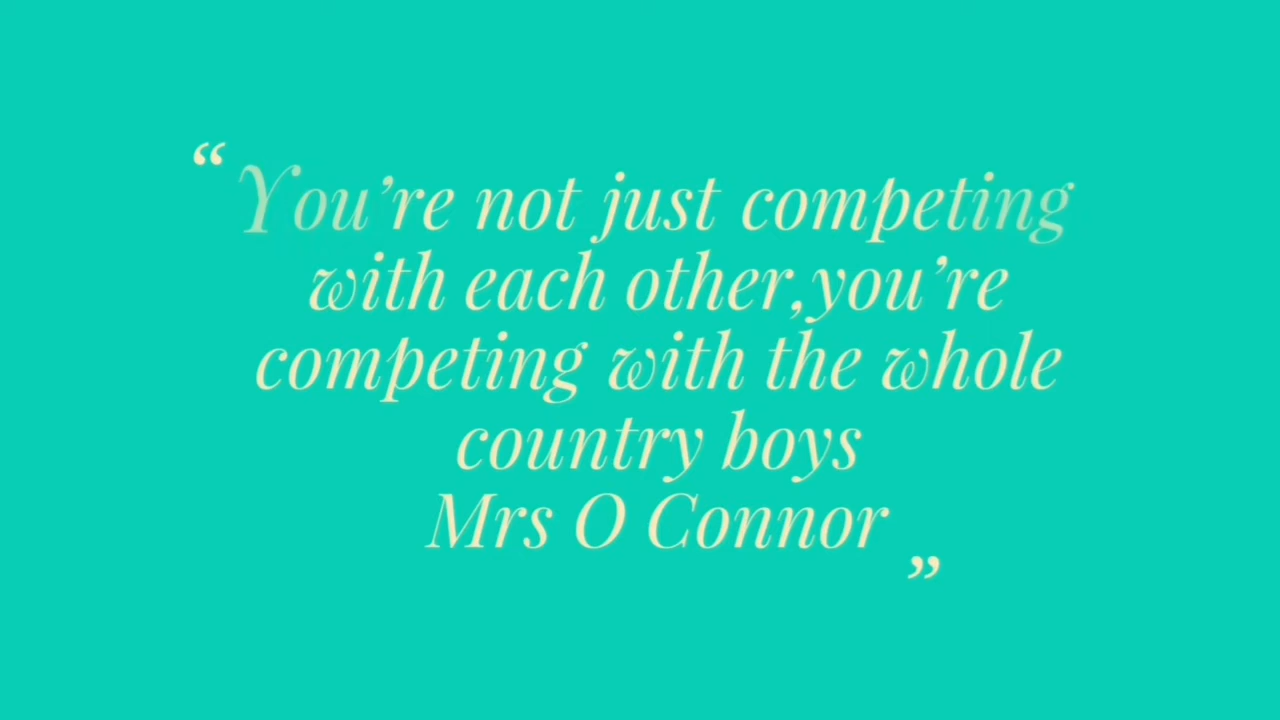 “You’re not just competing
with each other,you’re
competing with the whole
country boys
Mrs O Connor”